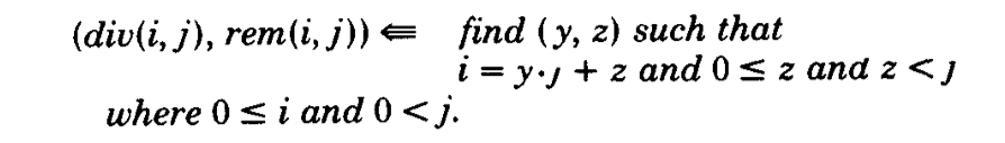 (div(i, j), rem(i, j)) ⇐ find (y, z) such that
i = y·j + z and 0 ≤ z and z < j
where 0 ≤ i and 0 < j.